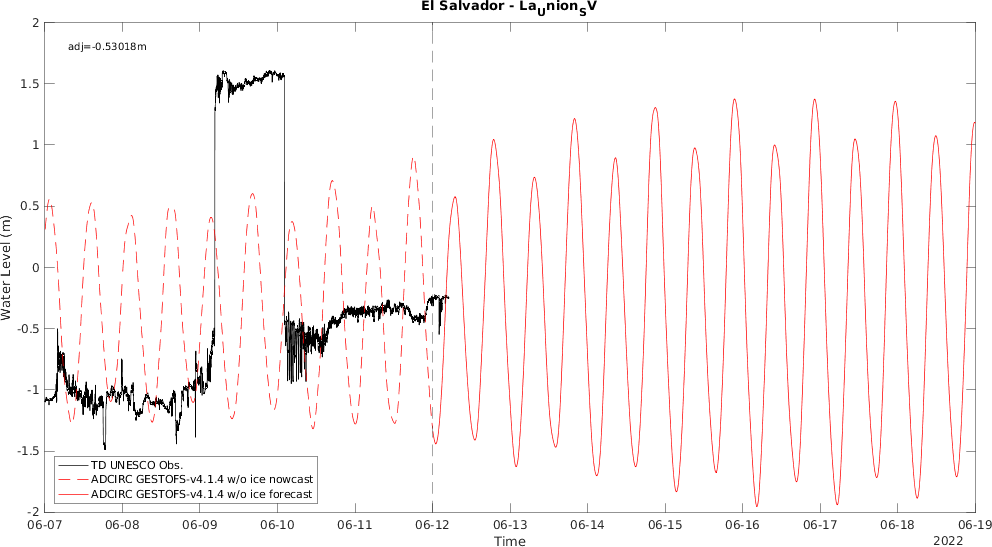 El Salvador - LaUnionSV
adj=-0.53018m
Water Level (m)
2
1.5
1
0.5
0
-0.5
-1
-1.5
-2
TD UNESCO Obs.
ADCIRC GESTOFS-v4.1.4 w/o ice nowcast
ADCIRC GESTOFS-v4.1.4 w/o ice forecast
06-07 06-08 06-09 06-10 06-11 06-12 06-13 06-14 06-15 06-16 06-17 06-18 06-19
Time
2022